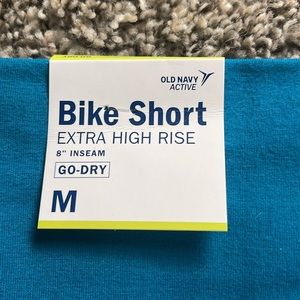 OLD NAVY
ACTIVE
Bike Short
EXTRA HIGH RISE
8" INSEAM
GO-DRY
M